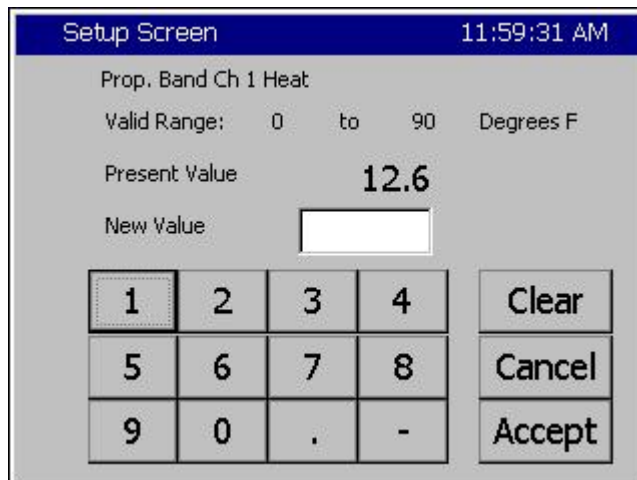 Setup Screen 11:59:31 AM
Prop. Band Ch 1 Heat
Valid Range: 0 to 90 Degrees F
Present Value 12.6
New Value
1 2 3 4 Clear
5 6 7 8 Cancel
9 0 . - Accept